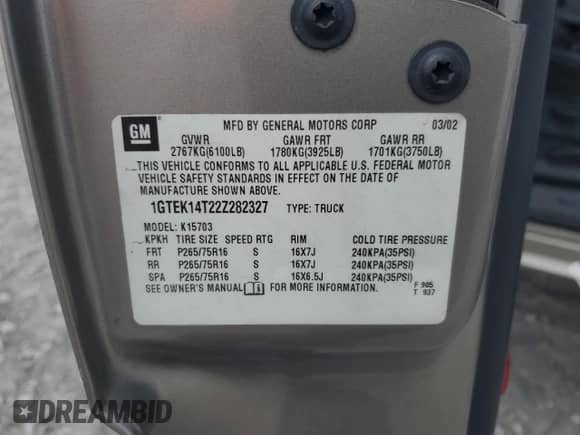 GM
MFD BY GENERAL MOTORS CORP 03/02
GVWR GAWR FRT GAWR RR
2767KG(6100LB) 1780KG(3925LB) 1701KG(3750LB)
THIS VEHICLE CONFORMS TO ALL APPLICABLE U.S. FEDERAL MOTOR
VEHICLE SAFETY STANDARDS IN EFFECT ON THE DATE OF
MANUFACTURE SHOWN ABOVE.
1GTEK14T22Z282327 TYPE: TRUCK
MODEL: K15703
KPKH TIRE SIZE SPEED RTG RIM COLD TIRE PRESSURE
FRT P265/75R16 S 16X7J 240KPA(35PSI)
RR P265/75R16 S 16X7J 240KPA(35PSI)
SPA P265/75R16 S 16X6.5J 240KPA(35PSI)
SEE OWNER'S MANUAL FOR MORE INFORMATION.
F 905
T 937
DREAMBID